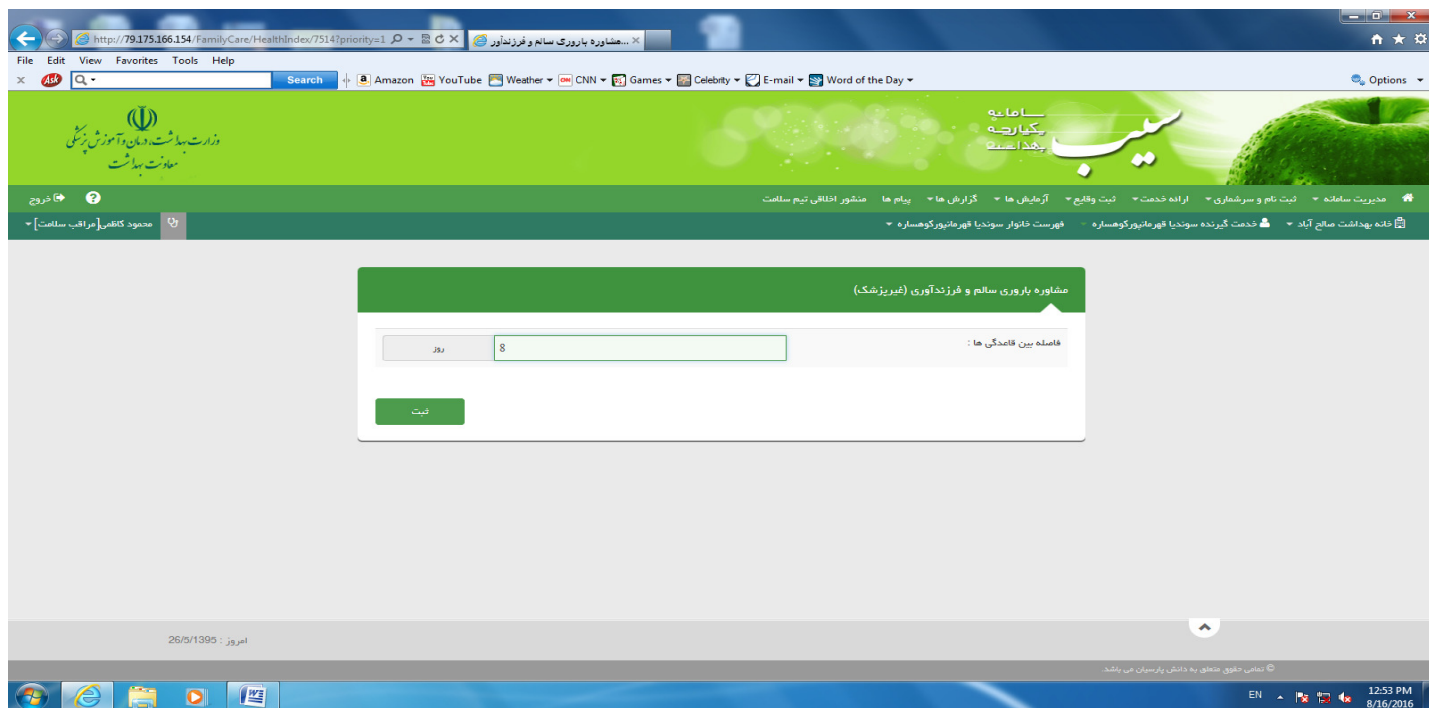 http://79.175.166.154/FamilyCare/HealthIndex/7514?priority=1
مشاوره باروری سالم و فرزندآور...
File Edit View Favorites Tools Help
Ask Search Amazon YouTube Weather CNN Games Celebrity E-mail Word of the Day Options
وزارت بهداشت، درمان و آموزش پزشکی
معاونت بهداشت
سامانه
یکپارچه
بهداشت
سیب
مدیریت سامانه ثبت نام و سرشماری ارائه خدمت ثبت وقایع آزمایش ها گزارش ها پیام ها منشور اخلاقی تیم سلامت ? خروج
خانه بهداشت صالح آباد خدمت گیرنده سوندیا قهرمانپورکوهساره فهرست خانوار سوندیا قهرمانپورکوهساره محمود کاظمی[مراقب سلامت]
مشاوره باروری سالم و فرزندآوری (غیرپزشک)
فاصله بین قاعدگی ها : 8 روز
ثبت
امروز : 26/5/1395
© تمامی حقوق متعلق به دانش پارسیان می باشد.
EN 12:53 PM
8/16/2016